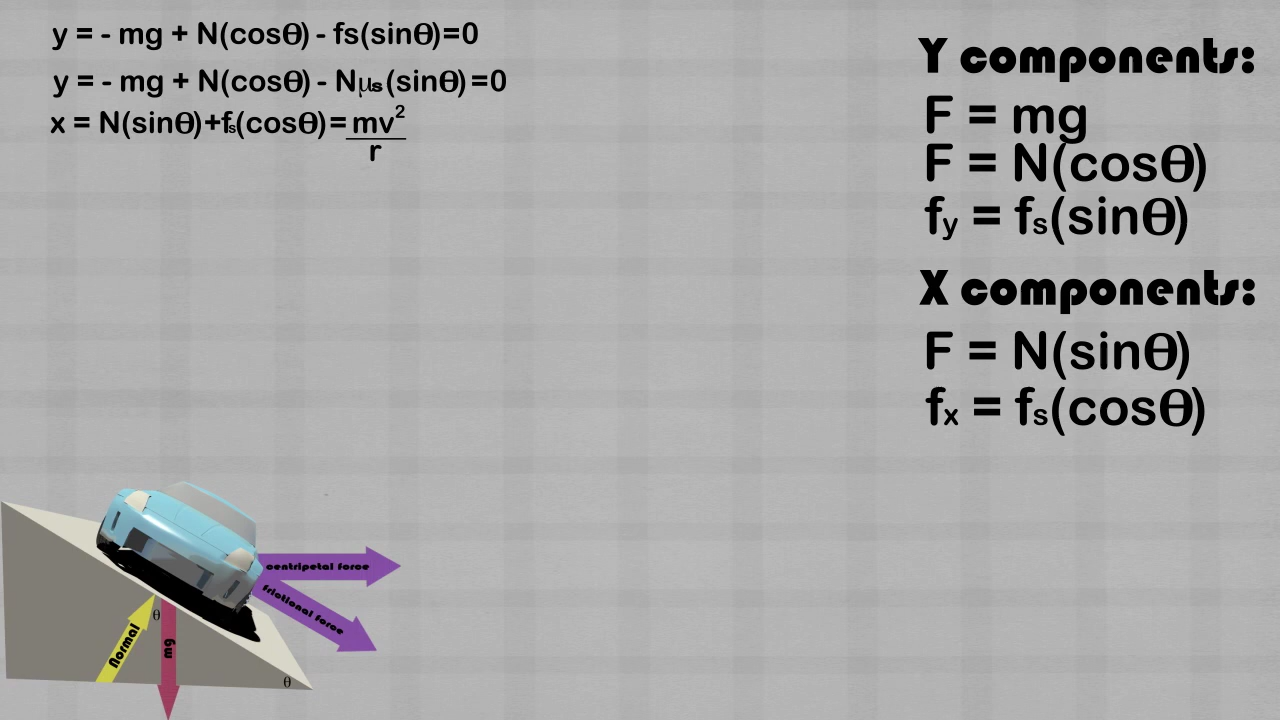 y = - mg + N(cosθ) - fs(sinθ)=0
y = - mg + N(cosθ) - Nμs(sinθ)=0
x = N(sinθ)+fs(cosθ)=mv²
r
Y components:
F = mg
F = N(cosθ)
fy = fs(sinθ)
X components:
F = N(sinθ)
fx = fs(cosθ)
centripetal force
frictional force
θ
Normal
mg
θ